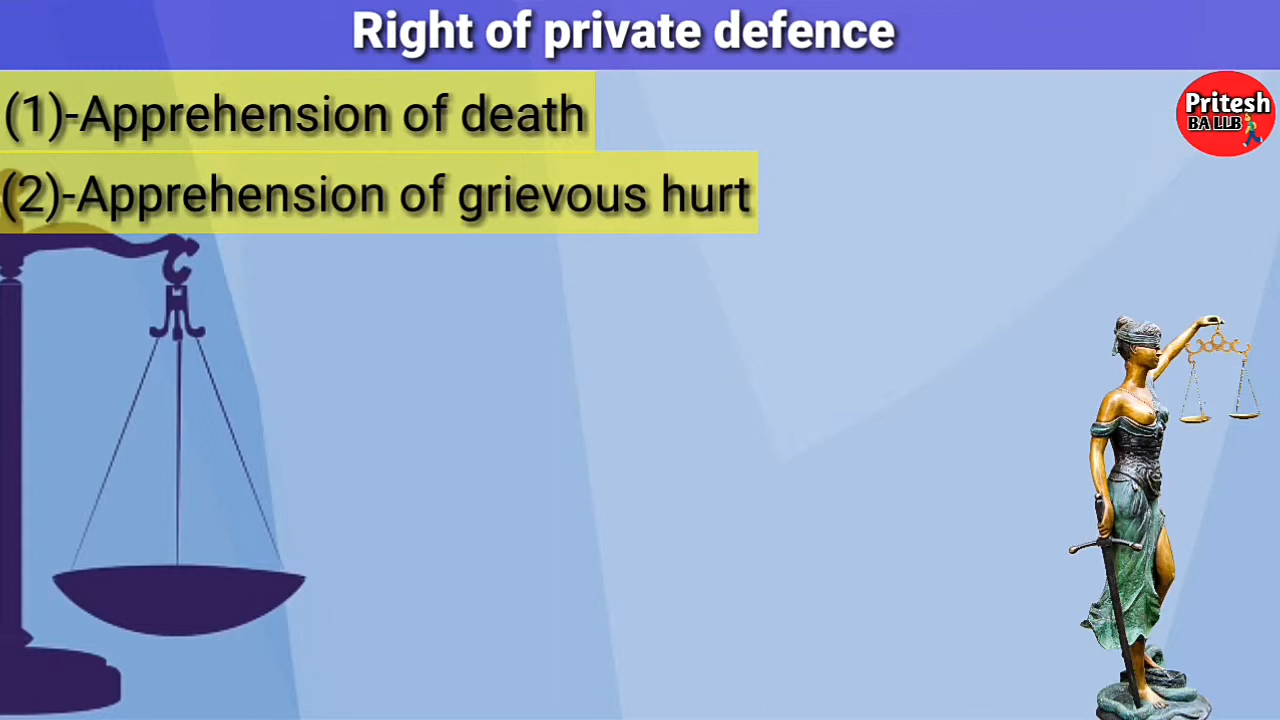 Right of private defence
(1)-Apprehension of death
(2)-Apprehension of grievous hurt
Pritesh
BA LLB